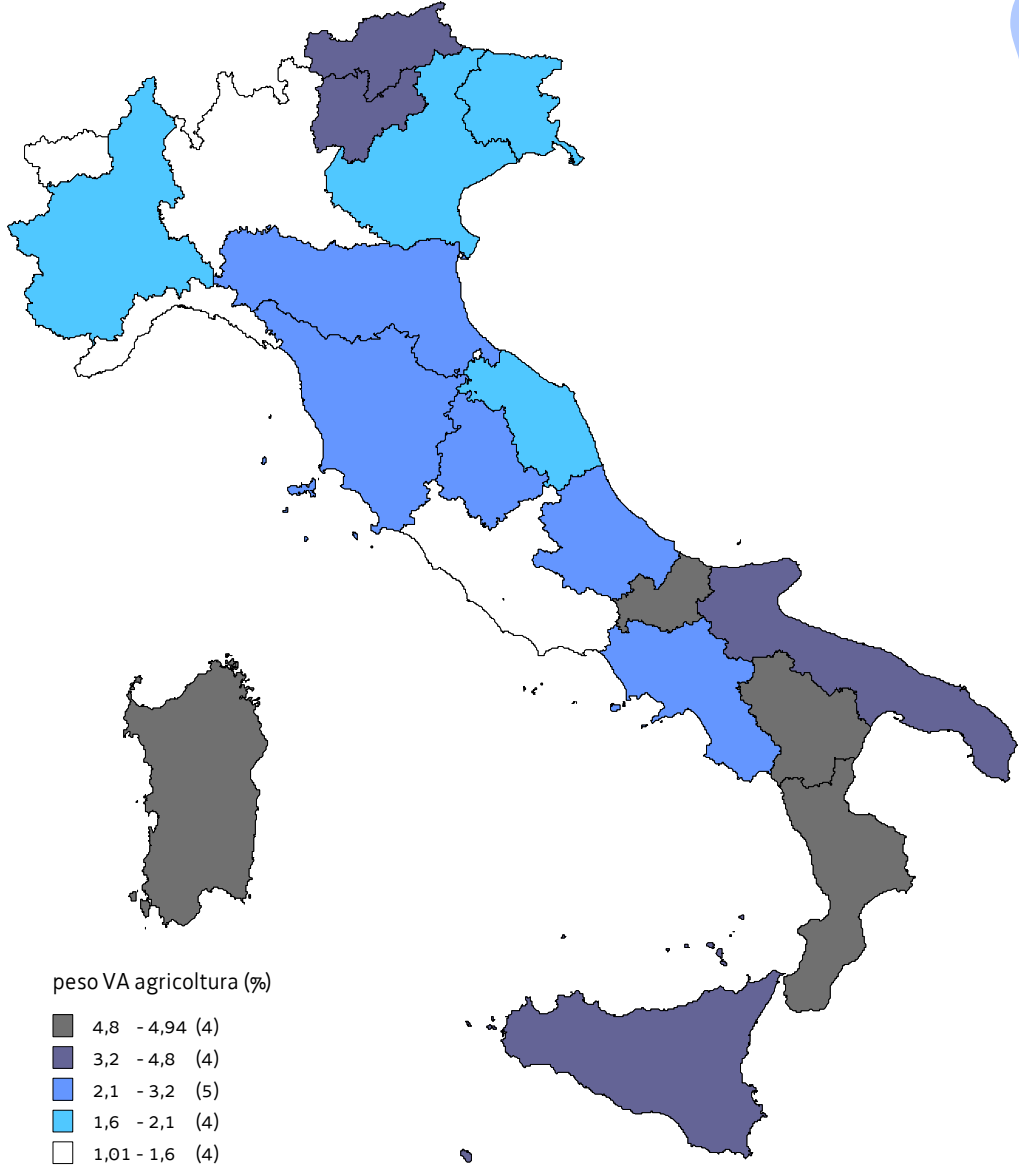 peso VA agricoltura (%)
4,8 - 4,94 (4)
3,2 - 4,8 (4)
2,1 - 3,2 (5)
1,6 - 2,1 (4)
1,01 - 1,6 (4)